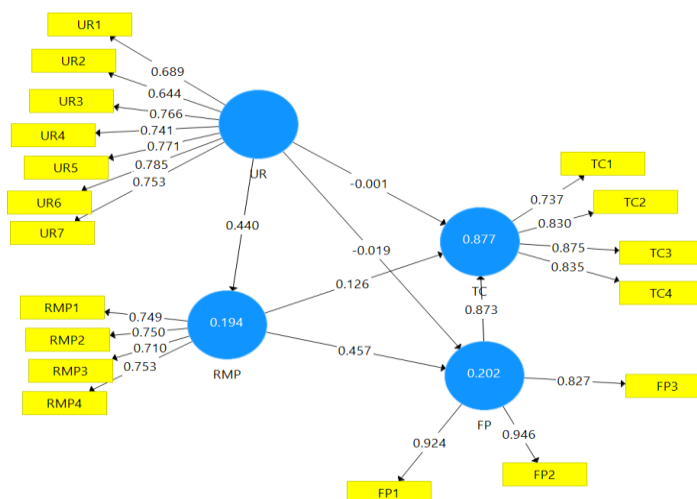 UR1
UR2
UR3
UR4
UR5
UR6
UR7
0.689
0.644
0.766
0.741
0.771
0.785
0.753
UR
-0.001
-0.019
0.440
TC1
TC2
TC3
TC4
0.737
0.830
0.875
0.835
0.877
TC
0.126
0.873
RMP1
RMP2
RMP3
RMP4
0.749
0.750
0.710
0.753
0.194
RMP
0.457
0.202
FP
0.827
FP3
0.924
0.946
FP1
FP2